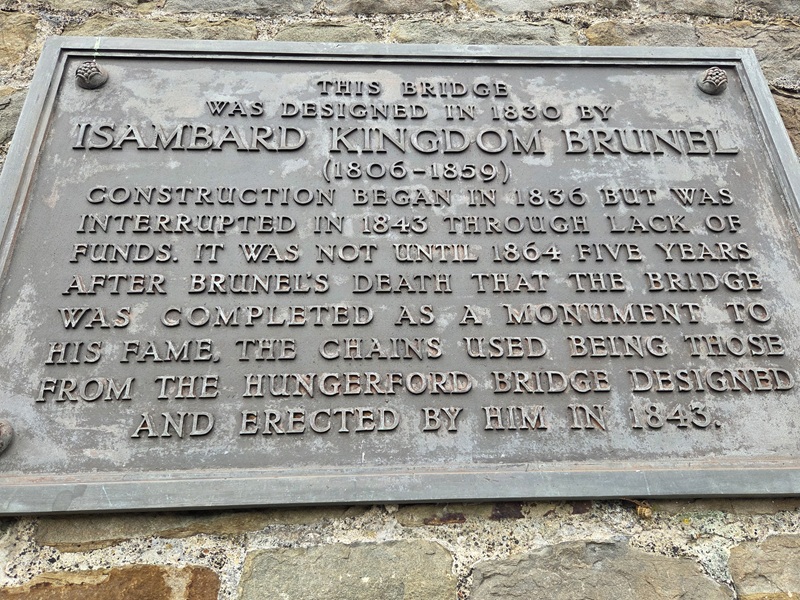 THIS BRIDGE
WAS DESIGNED IN 1830 BY
ISAMBARD KINGDOM BRUNEL
(1806-1859)
CONSTRUCTION BEGAN IN 1836 BUT WAS
INTERRUPTED IN 1843 THROUGH LACK OF
FUNDS. IT WAS NOT UNTIL 1864 FIVE YEARS
AFTER BRUNEL'S DEATH THAT THE BRIDGE
WAS COMPLETED AS A MONUMENT TO
HIS FAME, THE CHAINS USED BEING THOSE
FROM THE HUNGERFORD BRIDGE DESIGNED
AND ERECTED BY HIM IN 1843.